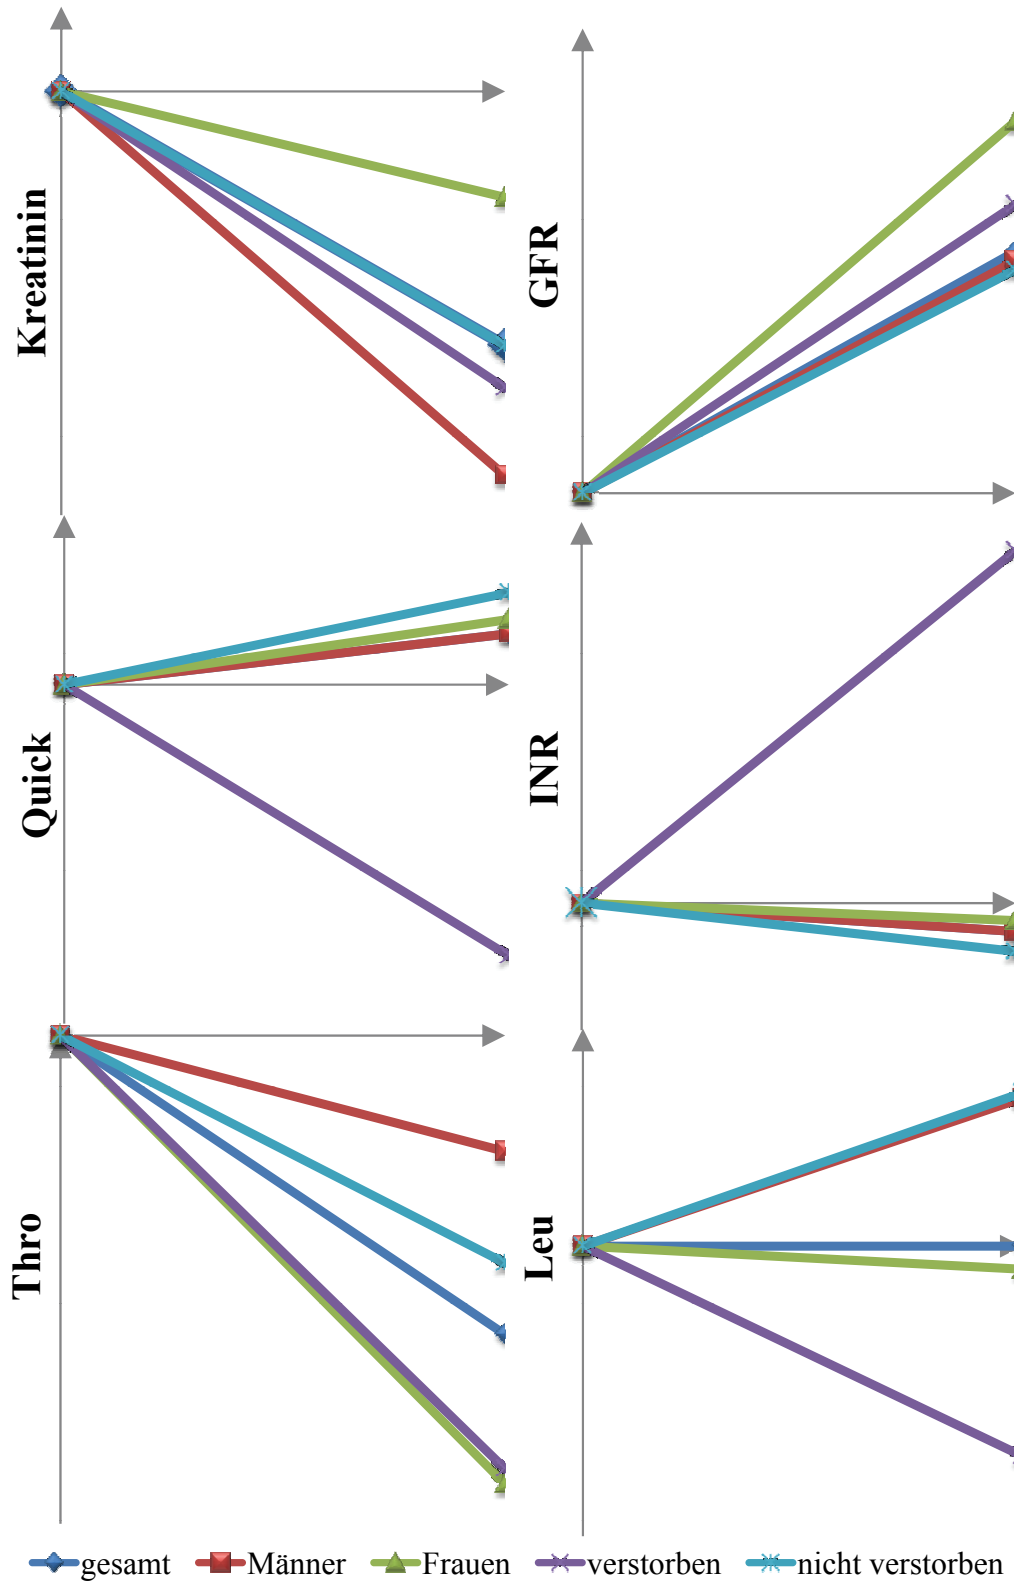 Kreatinin
GFR
Quick
INR
Thro
Leu
gesamt Männer Frauen verstorben nicht verstorben